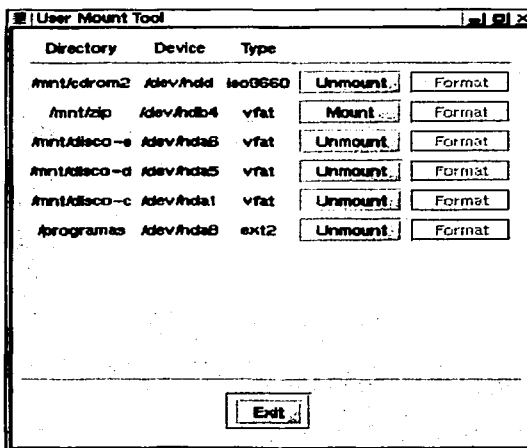 User Mount Tool
Directory Device Type
/mnt/cdrom2 /dev/hdd iso9660 Unmount Format
/mnt/zip /dev/hdb4 vfat Mount Format
/mnt/disco-e /dev/hda6 vfat Unmount Format
/mnt/disco-d /dev/hda5 vfat Unmount Format
/mnt/disco-c /dev/hda1 vfat Unmount Format
/programas /dev/hda8 ext2 Unmount Format
Exit